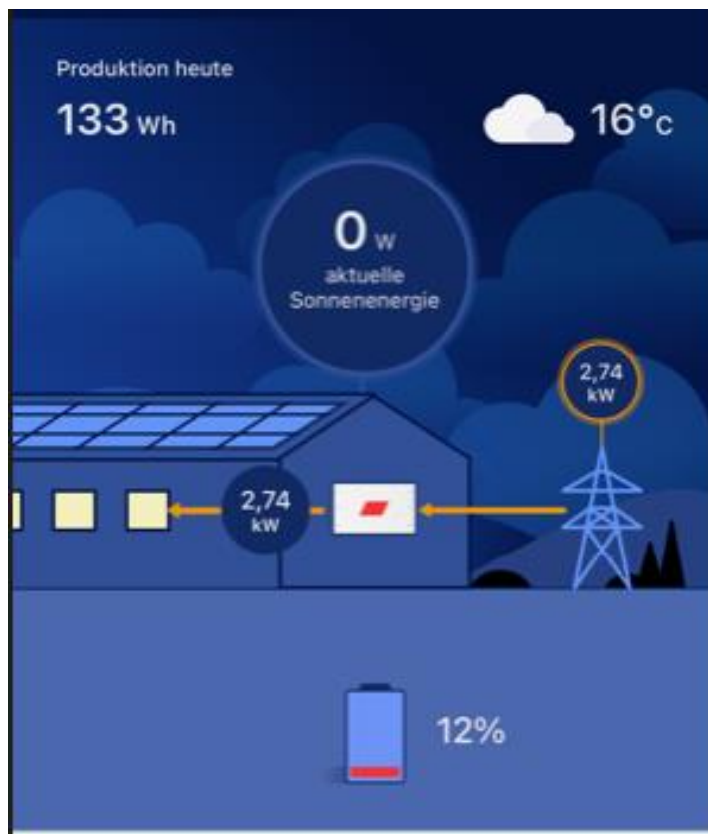 Produktion heute
133 Wh
16°C
0 W
aktuelle
Sonnenenergie
2,74
kW
2,74
kW
12%